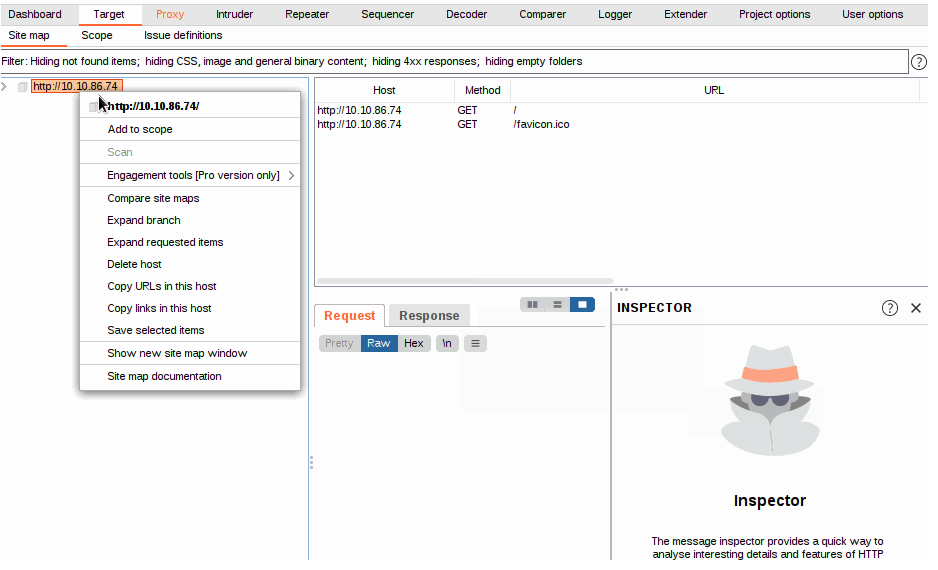 Dashboard Target Proxy Intruder Repeater Sequencer Decoder Comparer Logger Extender Project options User options
Site map Scope Issue definitions
Filter: Hiding not found items; hiding CSS, image and general binary content; hiding 4xx responses; hiding empty folders ?
http://10.10.86.74
http://10.10.86.74/
Add to scope
Scan
Engagement tools [Pro version only]
Compare site maps
Expand branch
Expand requested items
Delete host
Copy URLs in this host
Copy links in this host
Save selected items
Show new site map window
Site map documentation
Host Method URL
http://10.10.86.74 GET /
http://10.10.86.74 GET /favicon.ico
Request Response
Pretty Raw Hex \n
INSPECTOR ?
Inspector
The message inspector provides a quick way to
analyse interesting details and features of HTTP